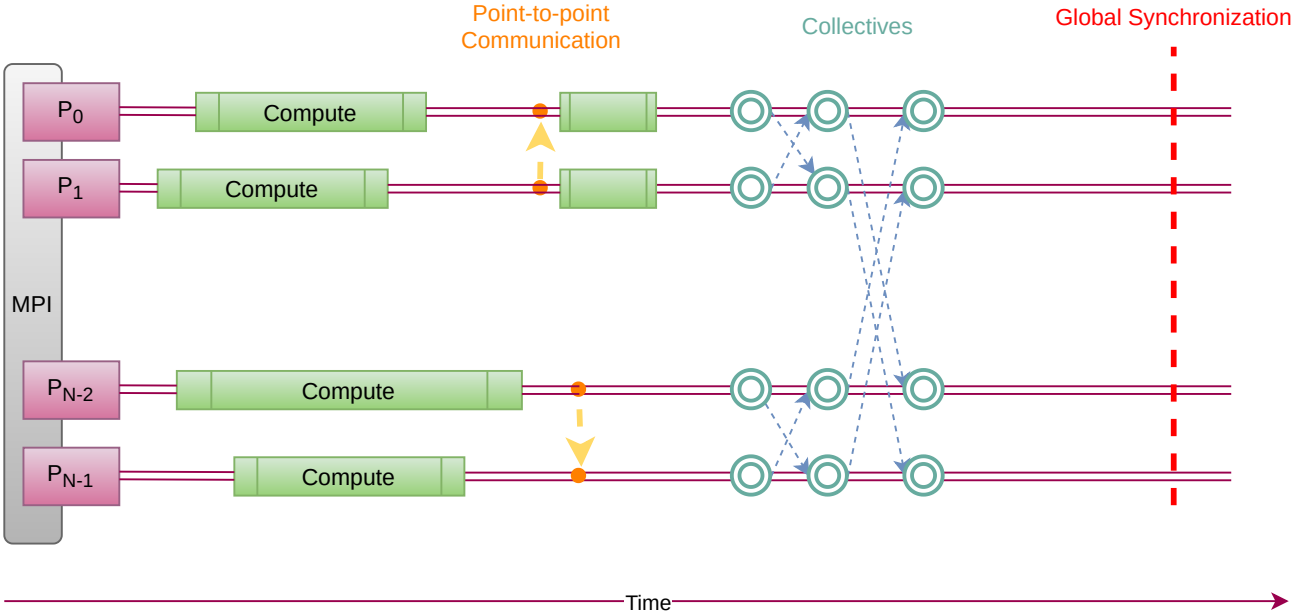 Point-to-point
Communication
Collectives
Global Synchronization
P0
Compute
P1
Compute
MPI
PN-2
Compute
PN-1
Compute
Time